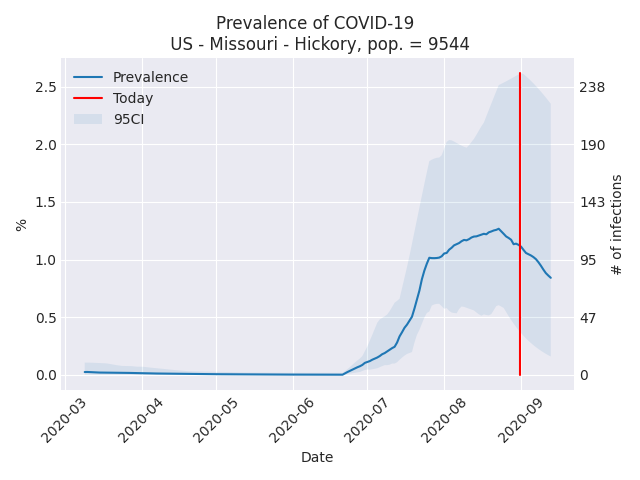 Prevalence of COVID-19
US - Missouri - Hickory, pop. = 9544
Prevalence
Today
95CI
%
2.5
2.0
1.5
1.0
0.5
0.0
238
190
143
95
47
0
# of infections
2020-03
2020-04
2020-05
2020-06
2020-07
2020-08
2020-09
Date